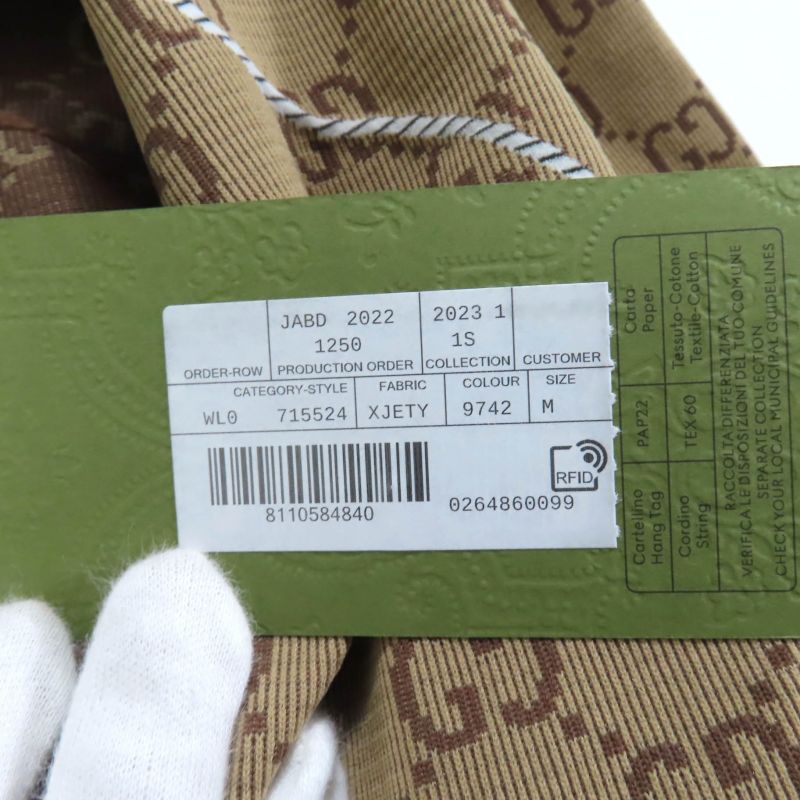 JABD 2022
2023 1
1250
1S
ORDER-ROW
PRODUCTION ORDER
COLLECTION
CUSTOMER
CATEGORY-STYLE
FABRIC
COLOUR
SIZE
WL0 715524
XJETY
9742
M
RFID
8110584840
0264860099
Carta
Paper
Tessuto-Cotone
Textile-Cotton
PAP22
TEX 60
Cartellino
Hang Tag
Cordino
String
RACCOLTA DIFFERENZIATA
VERIFICA LE DISPOSIZIONI DEL TUO COMUNE
SEPARATE COLLECTION
CHECK YOUR LOCAL MUNICIPAL GUIDELINES